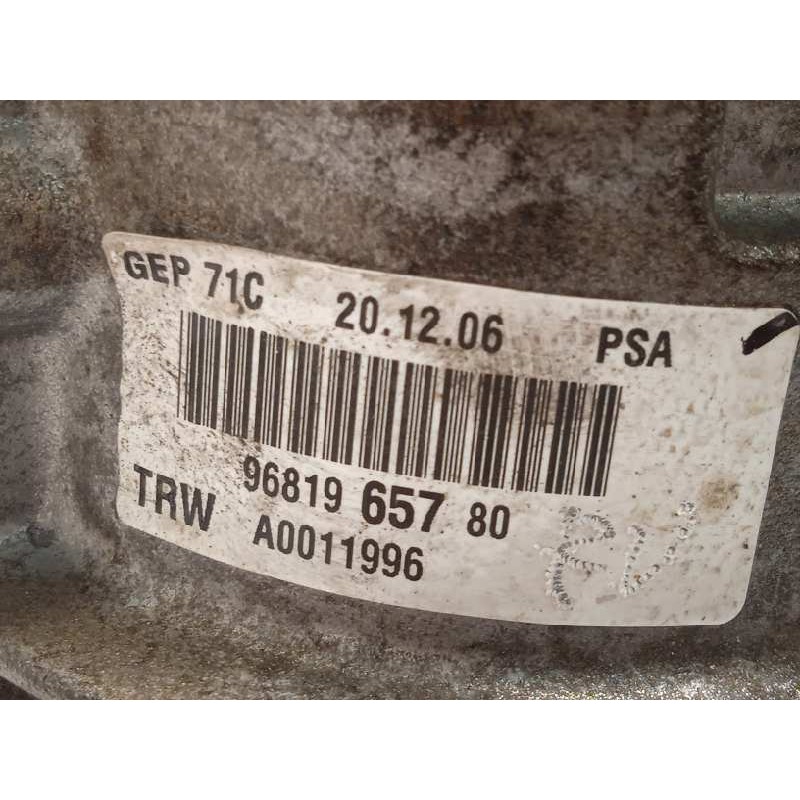 GEP 71C 20.12.06 PSA
96819 657 80
TRW A0011996